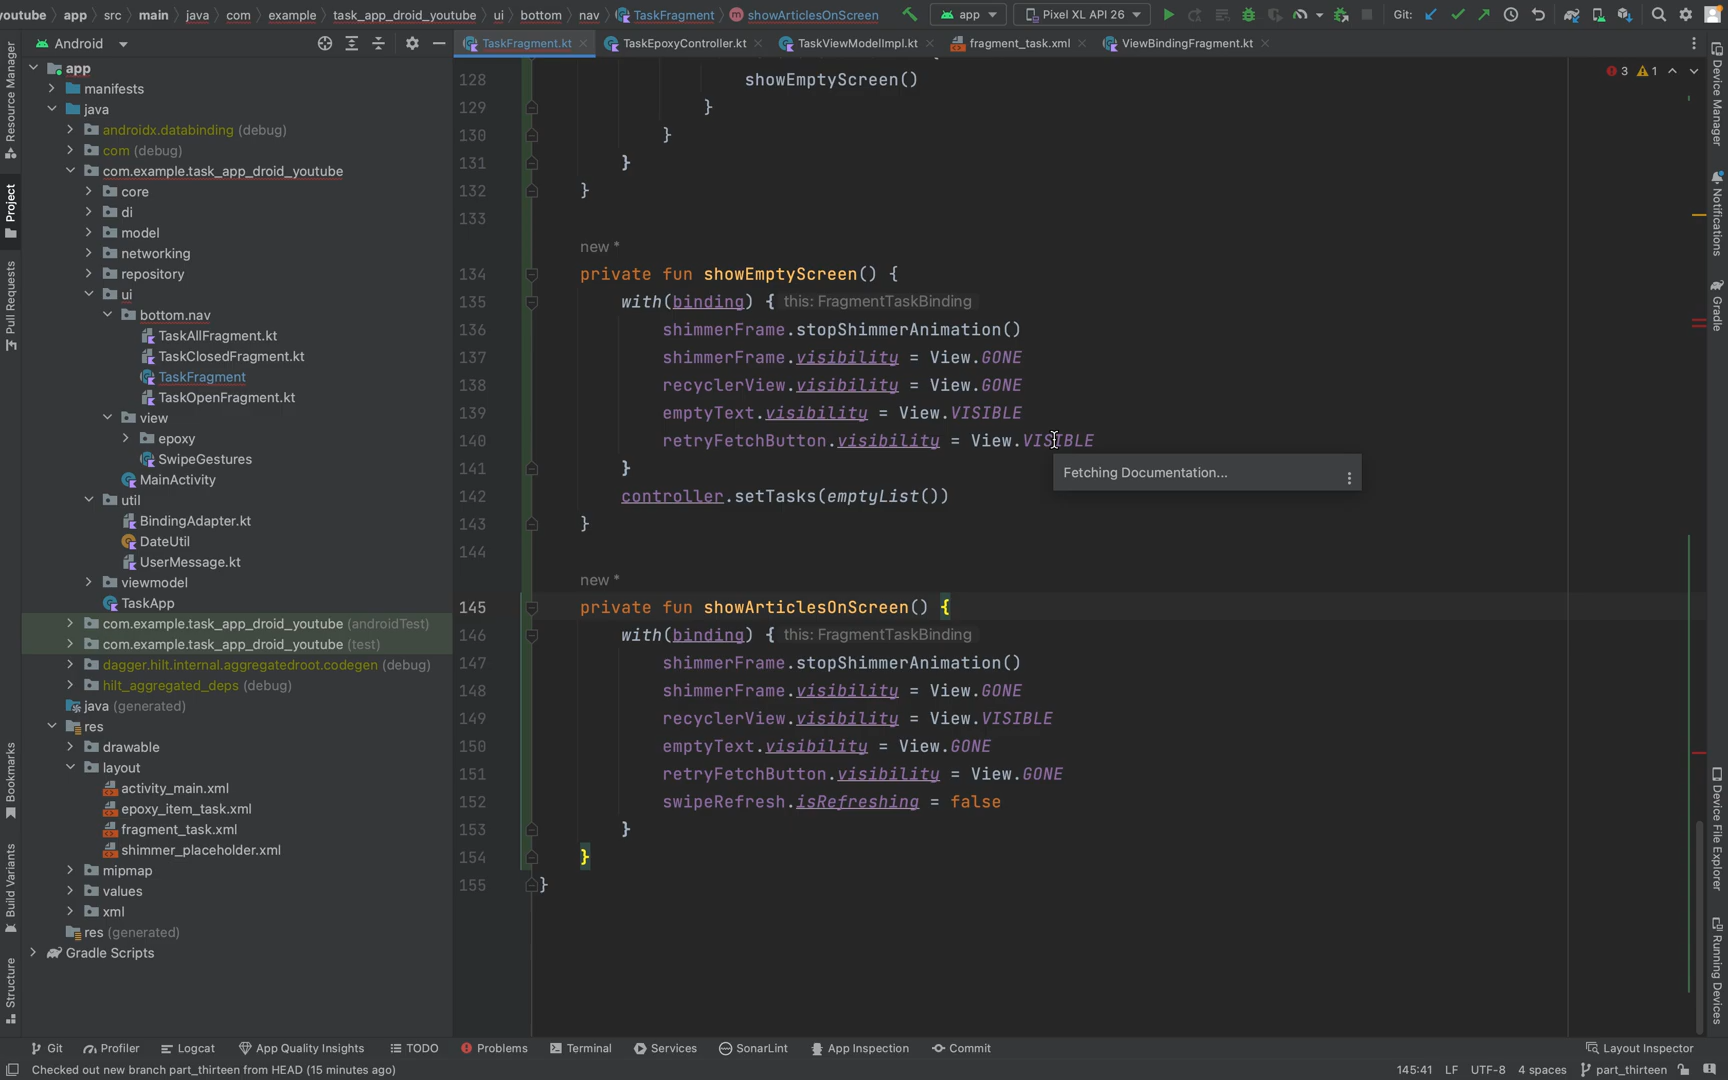 outube app src main java com example task_app_droid_youtube ui bottom nav TaskFragment showArticlesOnScreen app Pixel XL API 26 Git:
Android
TaskFragment.kt TaskEpoxyController.kt TaskViewModelImpl.kt fragment_task.xml ViewBindingFragment.kt
Resource Manager
Project
Pull Requests
Bookmarks
Build Variants
Structure
app
manifests
java
androidx.databinding (debug)
com (debug)
com.example.task_app_droid_youtube
core
di
model
networking
repository
ui
bottom.nav
TaskAllFragment.kt
TaskClosedFragment.kt
TaskFragment
TaskOpenFragment.kt
view
epoxy
SwipeGestures
MainActivity
util
BindingAdapter.kt
DateUtil
UserMessage.kt
viewmodel
TaskApp
com.example.task_app_droid_youtube (androidTest)
com.example.task_app_droid_youtube (test)
dagger.hilt.internal.aggregatedroot.codegen (debug)
hilt_aggregated_deps (debug)
java (generated)
res
drawable
layout
activity_main.xml
epoxy_item_task.xml
fragment_task.xml
shimmer_placeholder.xml
mipmap
values
xml
res (generated)
Gradle Scripts
3 1
128 showEmptyScreen()
129 }
130 }
131 }
132 }
133
new *
134 private fun showEmptyScreen() {
135 with(binding) { this: FragmentTaskBinding
136 shimmerFrame.stopShimmerAnimation()
137 shimmerFrame.visibility = View.GONE
138 recyclerView.visibility = View.GONE
139 emptyText.visibility = View.VISIBLE
140 retryFetchButton.visibility = View.VISIBLE
141 }
Fetching Documentation...
142 controller.setTasks(emptyList())
143 }
144
new *
145 private fun showArticlesOnScreen() {
146 with(binding) { this: FragmentTaskBinding
147 shimmerFrame.stopShimmerAnimation()
148 shimmerFrame.visibility = View.GONE
149 recyclerView.visibility = View.VISIBLE
150 emptyText.visibility = View.GONE
151 retryFetchButton.visibility = View.GONE
152 swipeRefresh.isRefreshing = false
153 }
154 }
155 }
Device Manager
Notifications
Gradle
Device File Explorer
Running Devices
Git Profiler Logcat App Quality Insights TODO Problems Terminal Services SonarLint App Inspection Commit Layout Inspector
Checked out new branch part_thirteen from HEAD (15 minutes ago) 145:41 LF UTF-8 4 spaces part_thirteen